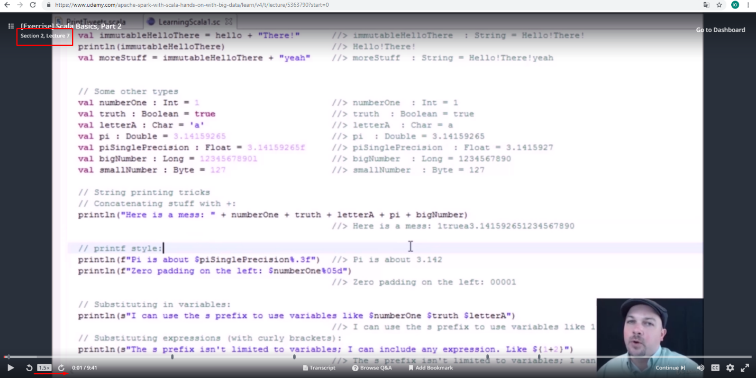 https://www.udemy.com/apache-spark-with-scala-hands-on-with-big-data/learn/v4/t/lecture/5363790?start=0
PrintTweets.scala LearningScala1.sc
[Exercise] Scala Basics, Part 2
Section 2, Lecture 7
Go to Dashboard
val immutableHelloThere = hello + "There!" //> immutableHelloThere : String = Hello!There!
println(immutableHelloThere) //> Hello!There!
val moreStuff = immutableHelloThere + "yeah" //> moreStuff : String = Hello!There!yeah
// Some other types
val numberOne : Int = 1 //> numberOne : Int = 1
val truth : Boolean = true //> truth : Boolean = true
val letterA : Char = 'a' //> letterA : Char = a
val pi : Double = 3.14159265 //> pi : Double = 3.14159265
val piSinglePrecision : Float = 3.14159265f //> piSinglePrecision : Float = 3.1415927
val bigNumber : Long = 12345678901 //> bigNumber : Long = 1234567890
val smallNumber : Byte = 127 //> smallNumber : Byte = 127
// String printing tricks
// Concatenating stuff with +:
println("Here is a mess: " + numberOne + truth + letterA + pi + bigNumber)
//> Here is a mess: 1truea3.141592651234567890
// printf style:
println(f"Pi is about $piSinglePrecision%.3f") //> Pi is about 3.142
println(f"Zero padding on the left: $numberOne%05d")
//> Zero padding on the left: 00001
// Substituting in variables:
println(s"I can use the s prefix to use variables like $numberOne $truth $letterA")
//> I can use the s prefix to use variables like 1
// Substituting expressions (with curly brackets):
println(s"The s prefix isn't limited to variables; I can include any expression. Like ${1+2}")
//> The s prefix isn't limited to variables; I can
1.5x 0:01 / 9:41 Transcript Browse Q&A Add Bookmark Continue